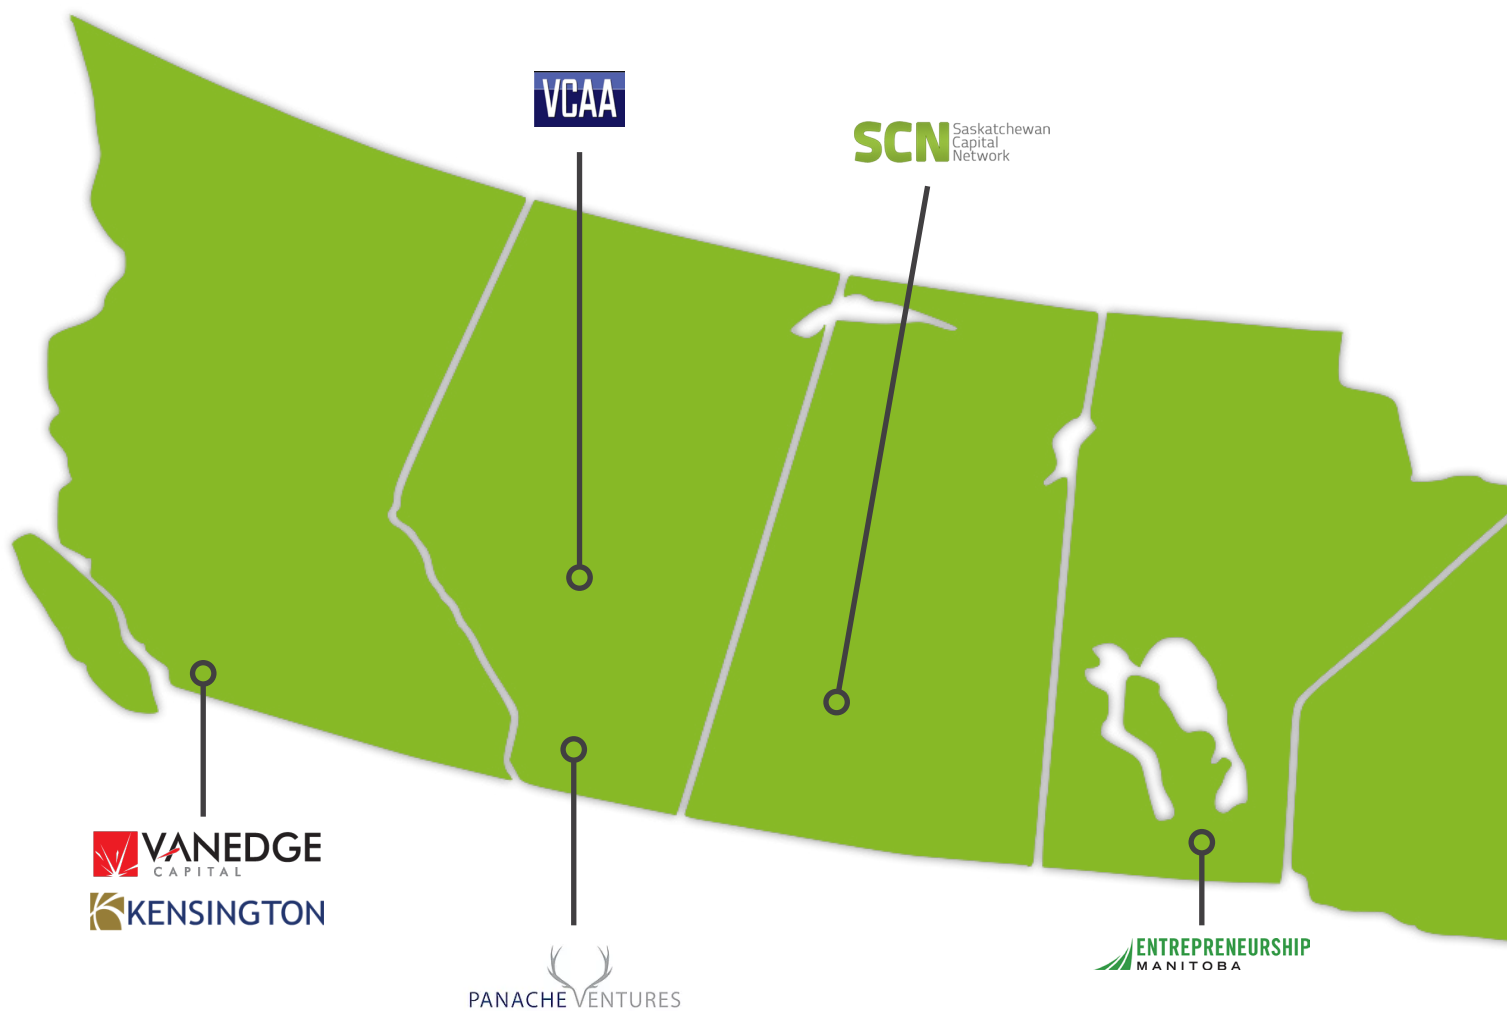 VCAA
SCN
Saskatchewan
Capital
Network
VANEDGE
CAPITAL
KENSINGTON
PANACHE VENTURES
ENTREPRENEURSHIP
MANITOBA